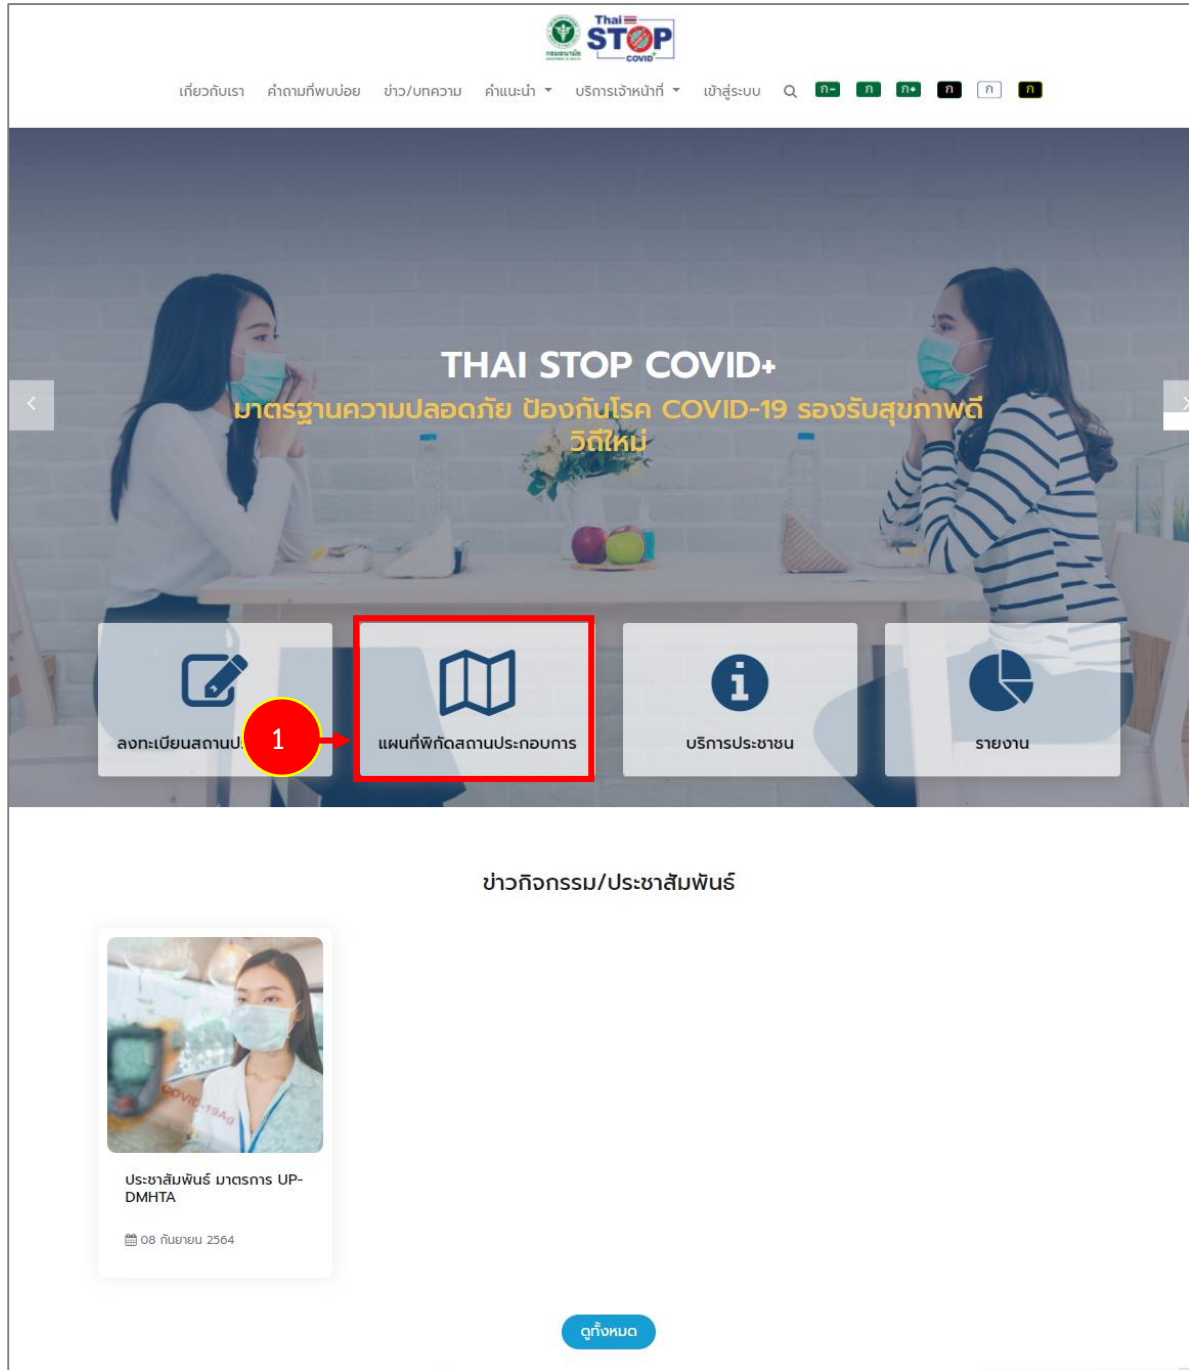 Thai
STOP
COVID+
กรมอนามัย
เกี่ยวกับเรา คำถามที่พบบ่อย ข่าว/บทความ คำแนะนำ บริการเจ้าหน้าที่ เข้าสู่ระบบ ก- ก ก+ ก ก ก
THAI STOP COVID+
มาตรฐานความปลอดภัย ป้องกันโรค COVID-19 รองรับสุขภาพดี
วิถีใหม่
ลงทะเบียนสถานป
1
แผนที่พิกัดสถานประกอบการ
บริการประชาชน
รายงาน
ข่าวกิจกรรม/ประชาสัมพันธ์
COVID-19Ag
ประชาสัมพันธ์ มาตรการ UP-
DMHTA
08 กันยายน 2564
ดูทั้งหมด